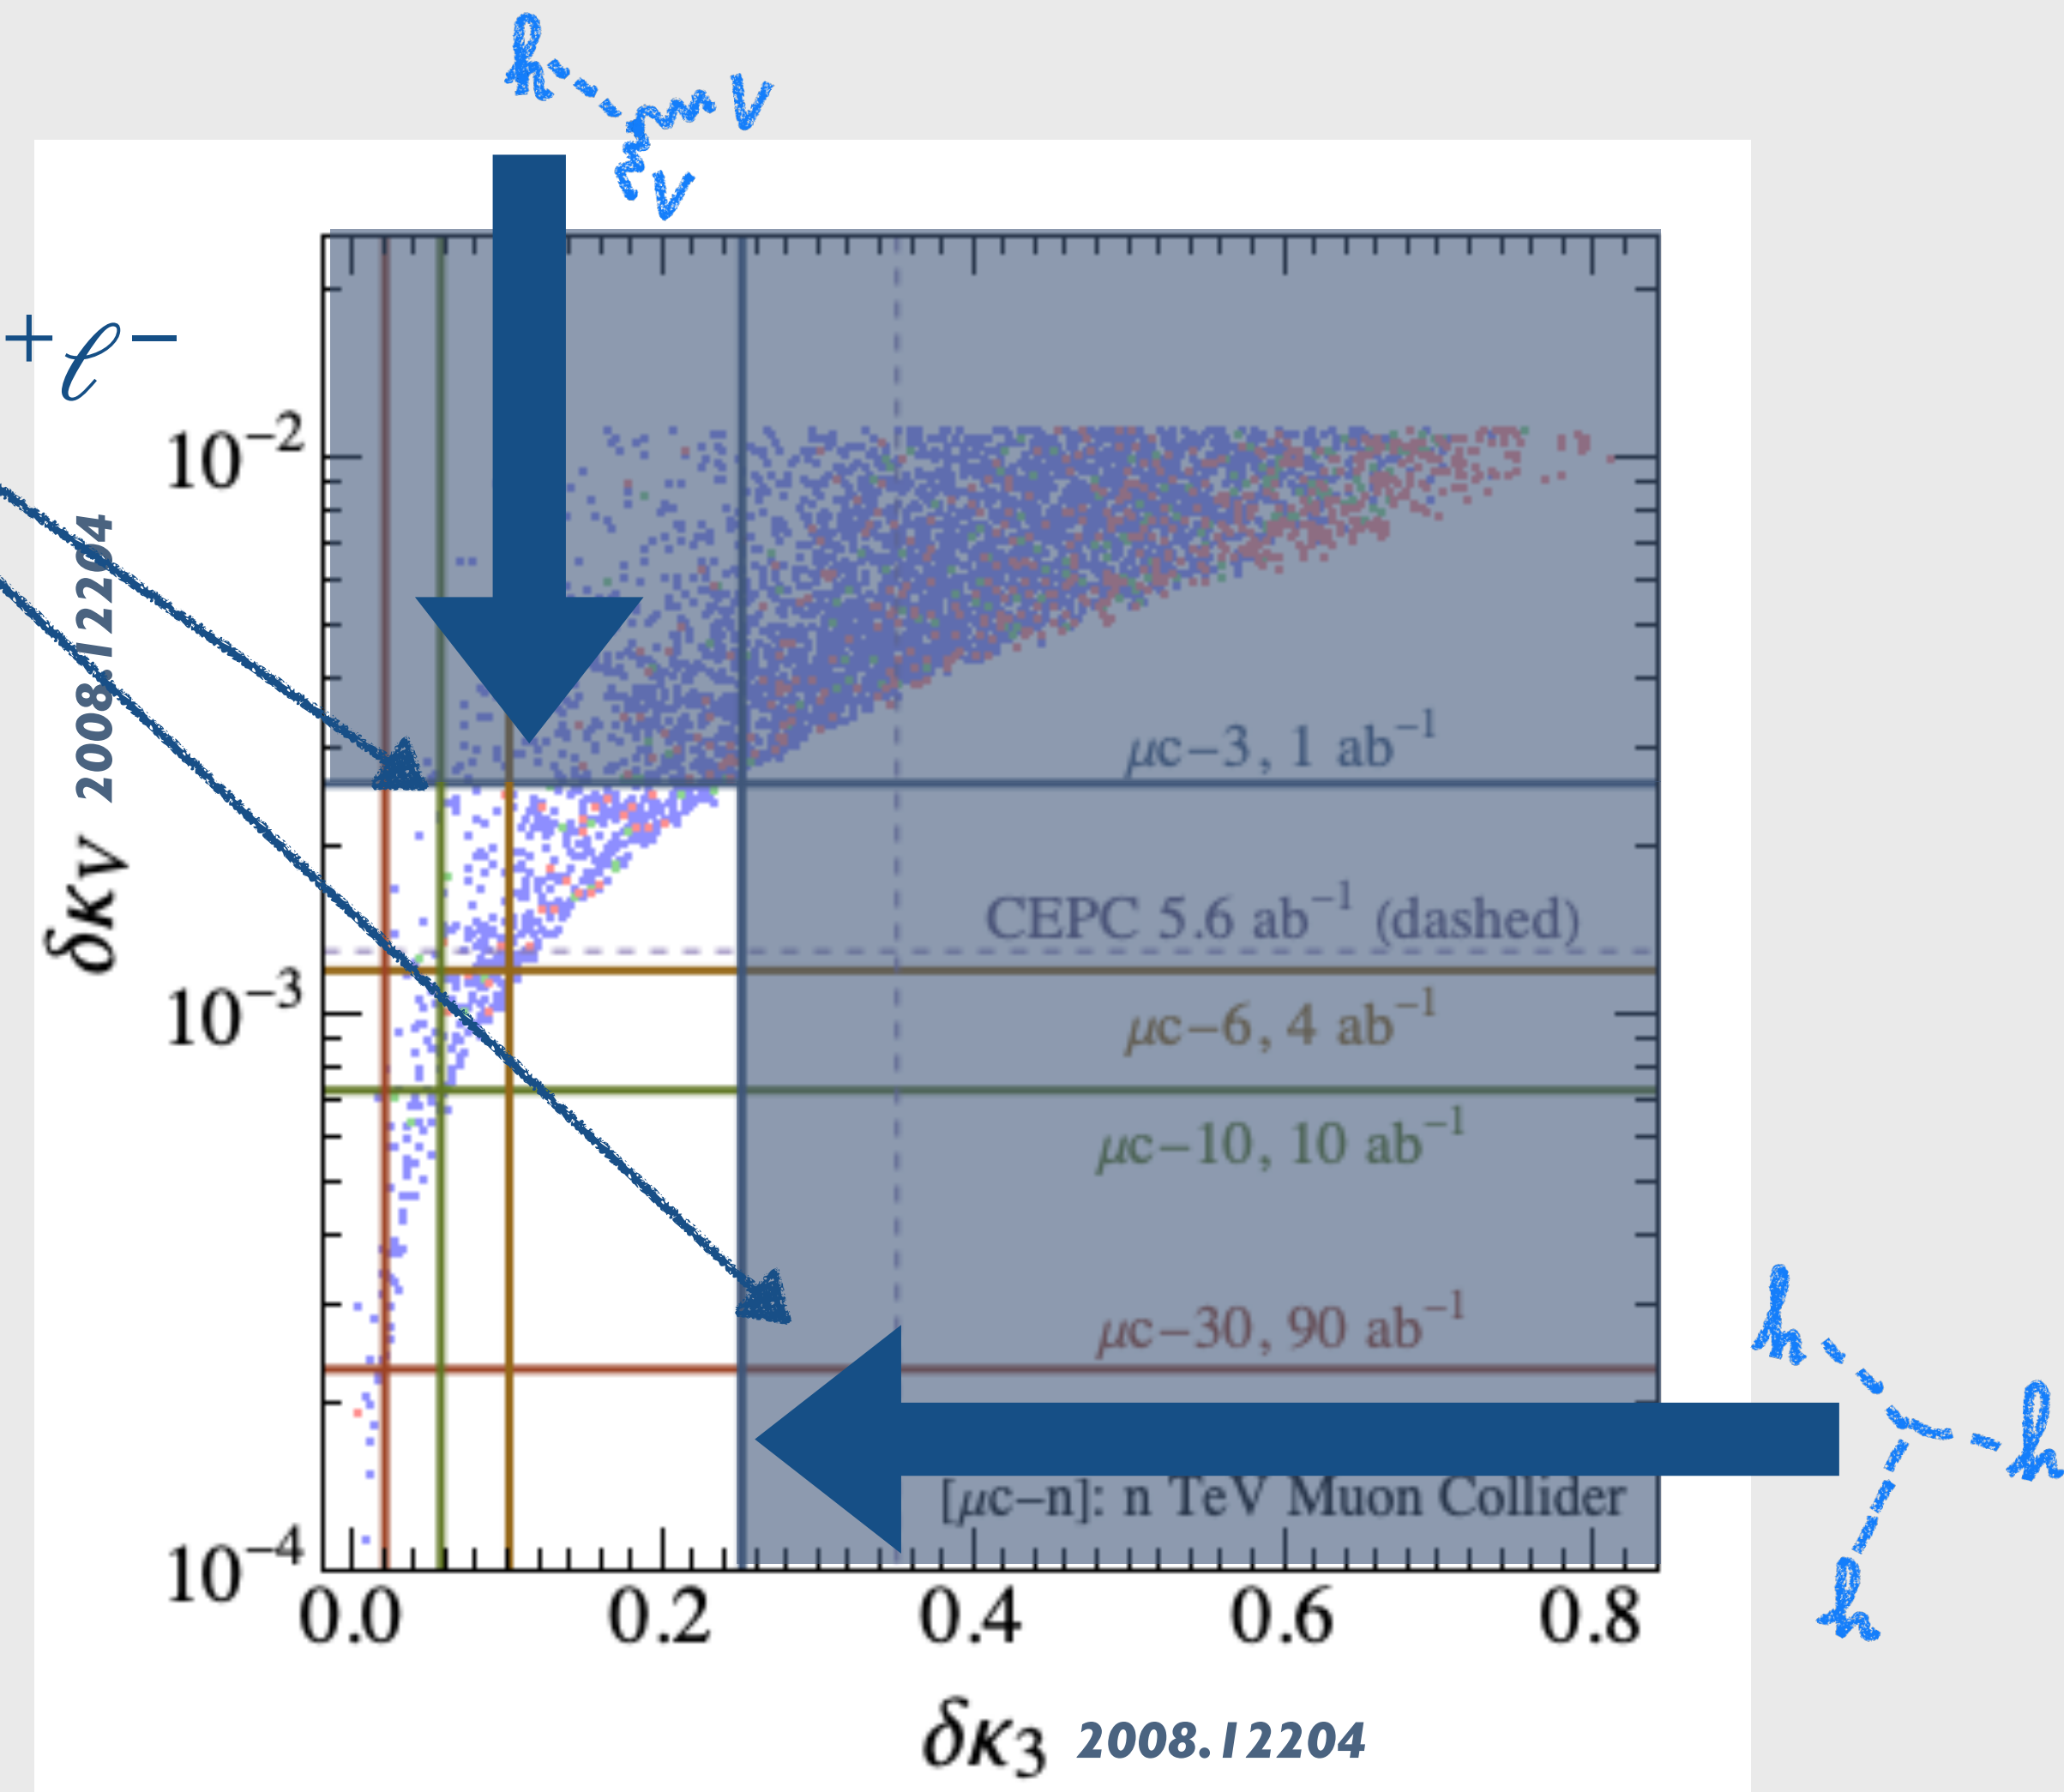 h
V
V
+ℓ−
10−2
2008.12204
δκV
μc−3, 1 ab−1
CEPC 5.6 ab−1 (dashed)
μc−6, 4 ab−1
10−3
μc−10, 10 ab−1
μc−30, 90 ab−1
h
h
h
[μc−n]: n TeV Muon Collider
10−4
0.0 0.2 0.4 0.6 0.8
δκ3 2008.12204